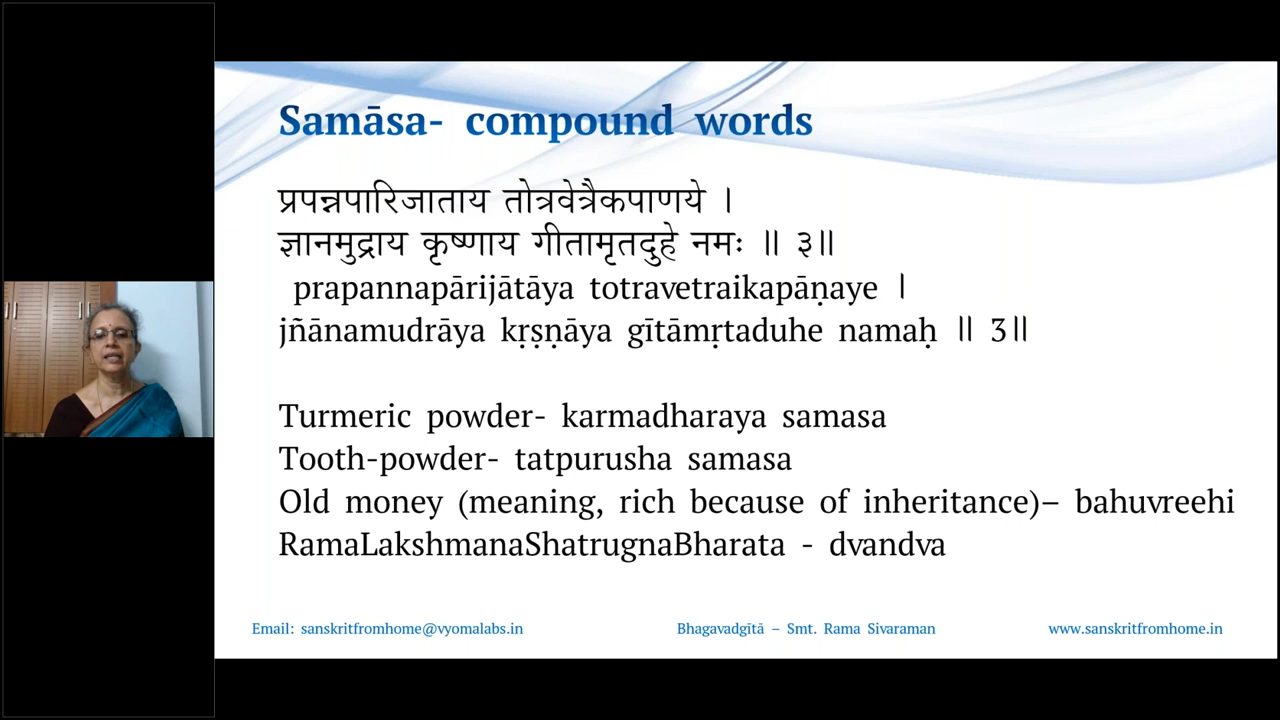 Samāsa- compound words
प्रपन्नपारिजाताय तोत्रवेत्रैकपाणये ।
ज्ञानमुद्राय कृष्णाय गीतामृतदुहे नमः ॥ ३॥
prapannapārijātāya totravetraikapāṇaye ।
jñānamudrāya kṛṣṇāya gītāmṛtaduhe namaḥ ॥ 3॥
Turmeric powder- karmadharaya samasa
Tooth-powder- tatpurusha samasa
Old money (meaning, rich because of inheritance)– bahuvreehi
RamaLakshmanaShatrugnaBharata - dvandva
Email: sanskritfromhome@vyomalabs.in Bhagavadgītā – Smt. Rama Sivaraman www.sanskritfromhome.in